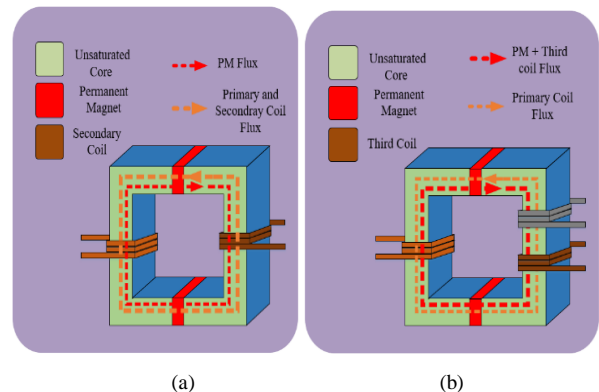 Unsaturated
Core
PM Flux
Permanent
Magnet
Primary and
Secondray Coil
Flux
Secondary
Coil
Unsaturated
Core
PM + Third
coil Flux
Permanent
Magnet
Primary Coil
Flux
Third Coil
(a)
(b)